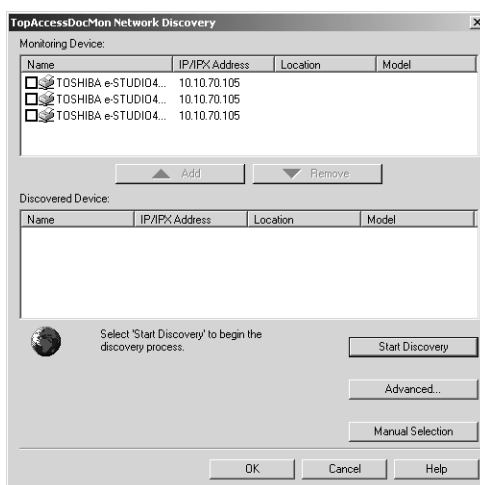 TopAccessDocMon Network Discovery
Monitoring Device:
Name IP/IPX Address Location Model
TOSHIBA e-STUDIO4... 10.10.70.105
TOSHIBA e-STUDIO4... 10.10.70.105
TOSHIBA e-STUDIO4... 10.10.70.105
Add Remove
Discovered Device:
Name IP/IPX Address Location Model
Select 'Start Discovery' to begin the
discovery process.
Start Discovery
Advanced...
Manual Selection
OK Cancel Help